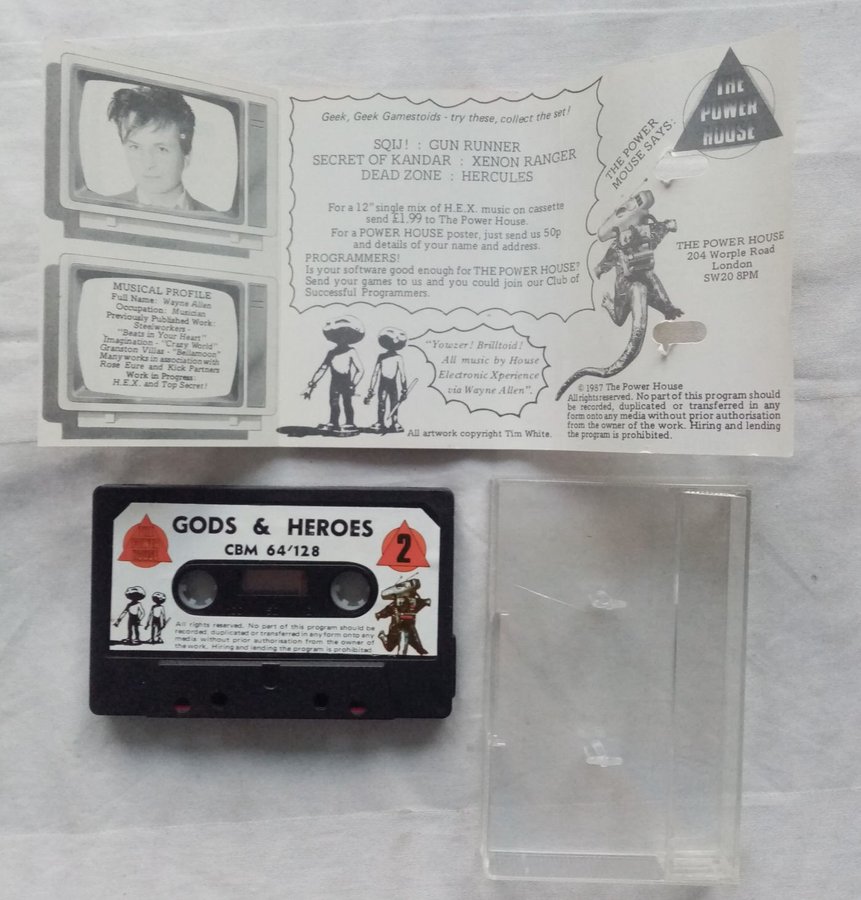 MUSICAL PROFILE
Full Name: Wayne Allen
Occupation: Musician
Previously Published Work:
Steelworkers -
"Beats in Your Heart"
Imagination - "Crazy World"
Granston Villas - "Bellamoon"
Many works in association with
Rose Eure and Kick Partners
Work in Progress:
H.E.X. and Top Secret!
Geek, Geek Gamestoids - try these, collect the set!
SQIJ! : GUN RUNNER
SECRET OF KANDAR : XENON RANGER
DEAD ZONE : HERCULES
For a 12" single mix of H.E.X. music on cassette
send £1.99 to The Power House.
For a POWER HOUSE poster, just send us 50p
and details of your name and address.
PROGRAMMERS!
Is your software good enough for THE POWER HOUSE?
Send your games to us and you could join our Club of
Successful Programmers.
"Yowzer! Brilltoid!
All music by House
Electronic Xperience
via Wayne Allen".
All artwork copyright Tim White.
THE POWER
MOUSE SAYS:
THE
POWER
HOUSE
THE POWER HOUSE
204 Worple Road
London
SW20 8PM
© 1987 The Power House
All rights reserved. No part of this program should
be recorded, duplicated or transferred in any
form onto any media without prior authorisation
from the owner of the work. Hiring and lending
the program is prohibited.
THE
POWER
HOUSE
GODS & HEROES
CBM 64/128
2
All rights reserved. No part of this program should be
recorded, duplicated or transferred in any form onto any
media without prior authorisation from the owner of
the work. Hiring and lending the program is prohibited